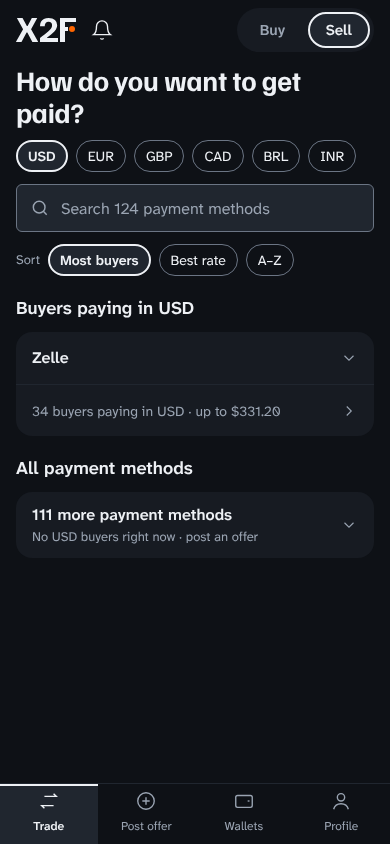 X2F
Buy
Sell
How do you want to get
paid?
USD
EUR
GBP
CAD
BRL
INR
Search 124 payment methods
Sort
Most buyers
Best rate
A–Z
Buyers paying in USD
Zelle
34 buyers paying in USD · up to $331.20
All payment methods
111 more payment methods
No USD buyers right now · post an offer
Trade
Post offer
Wallets
Profile